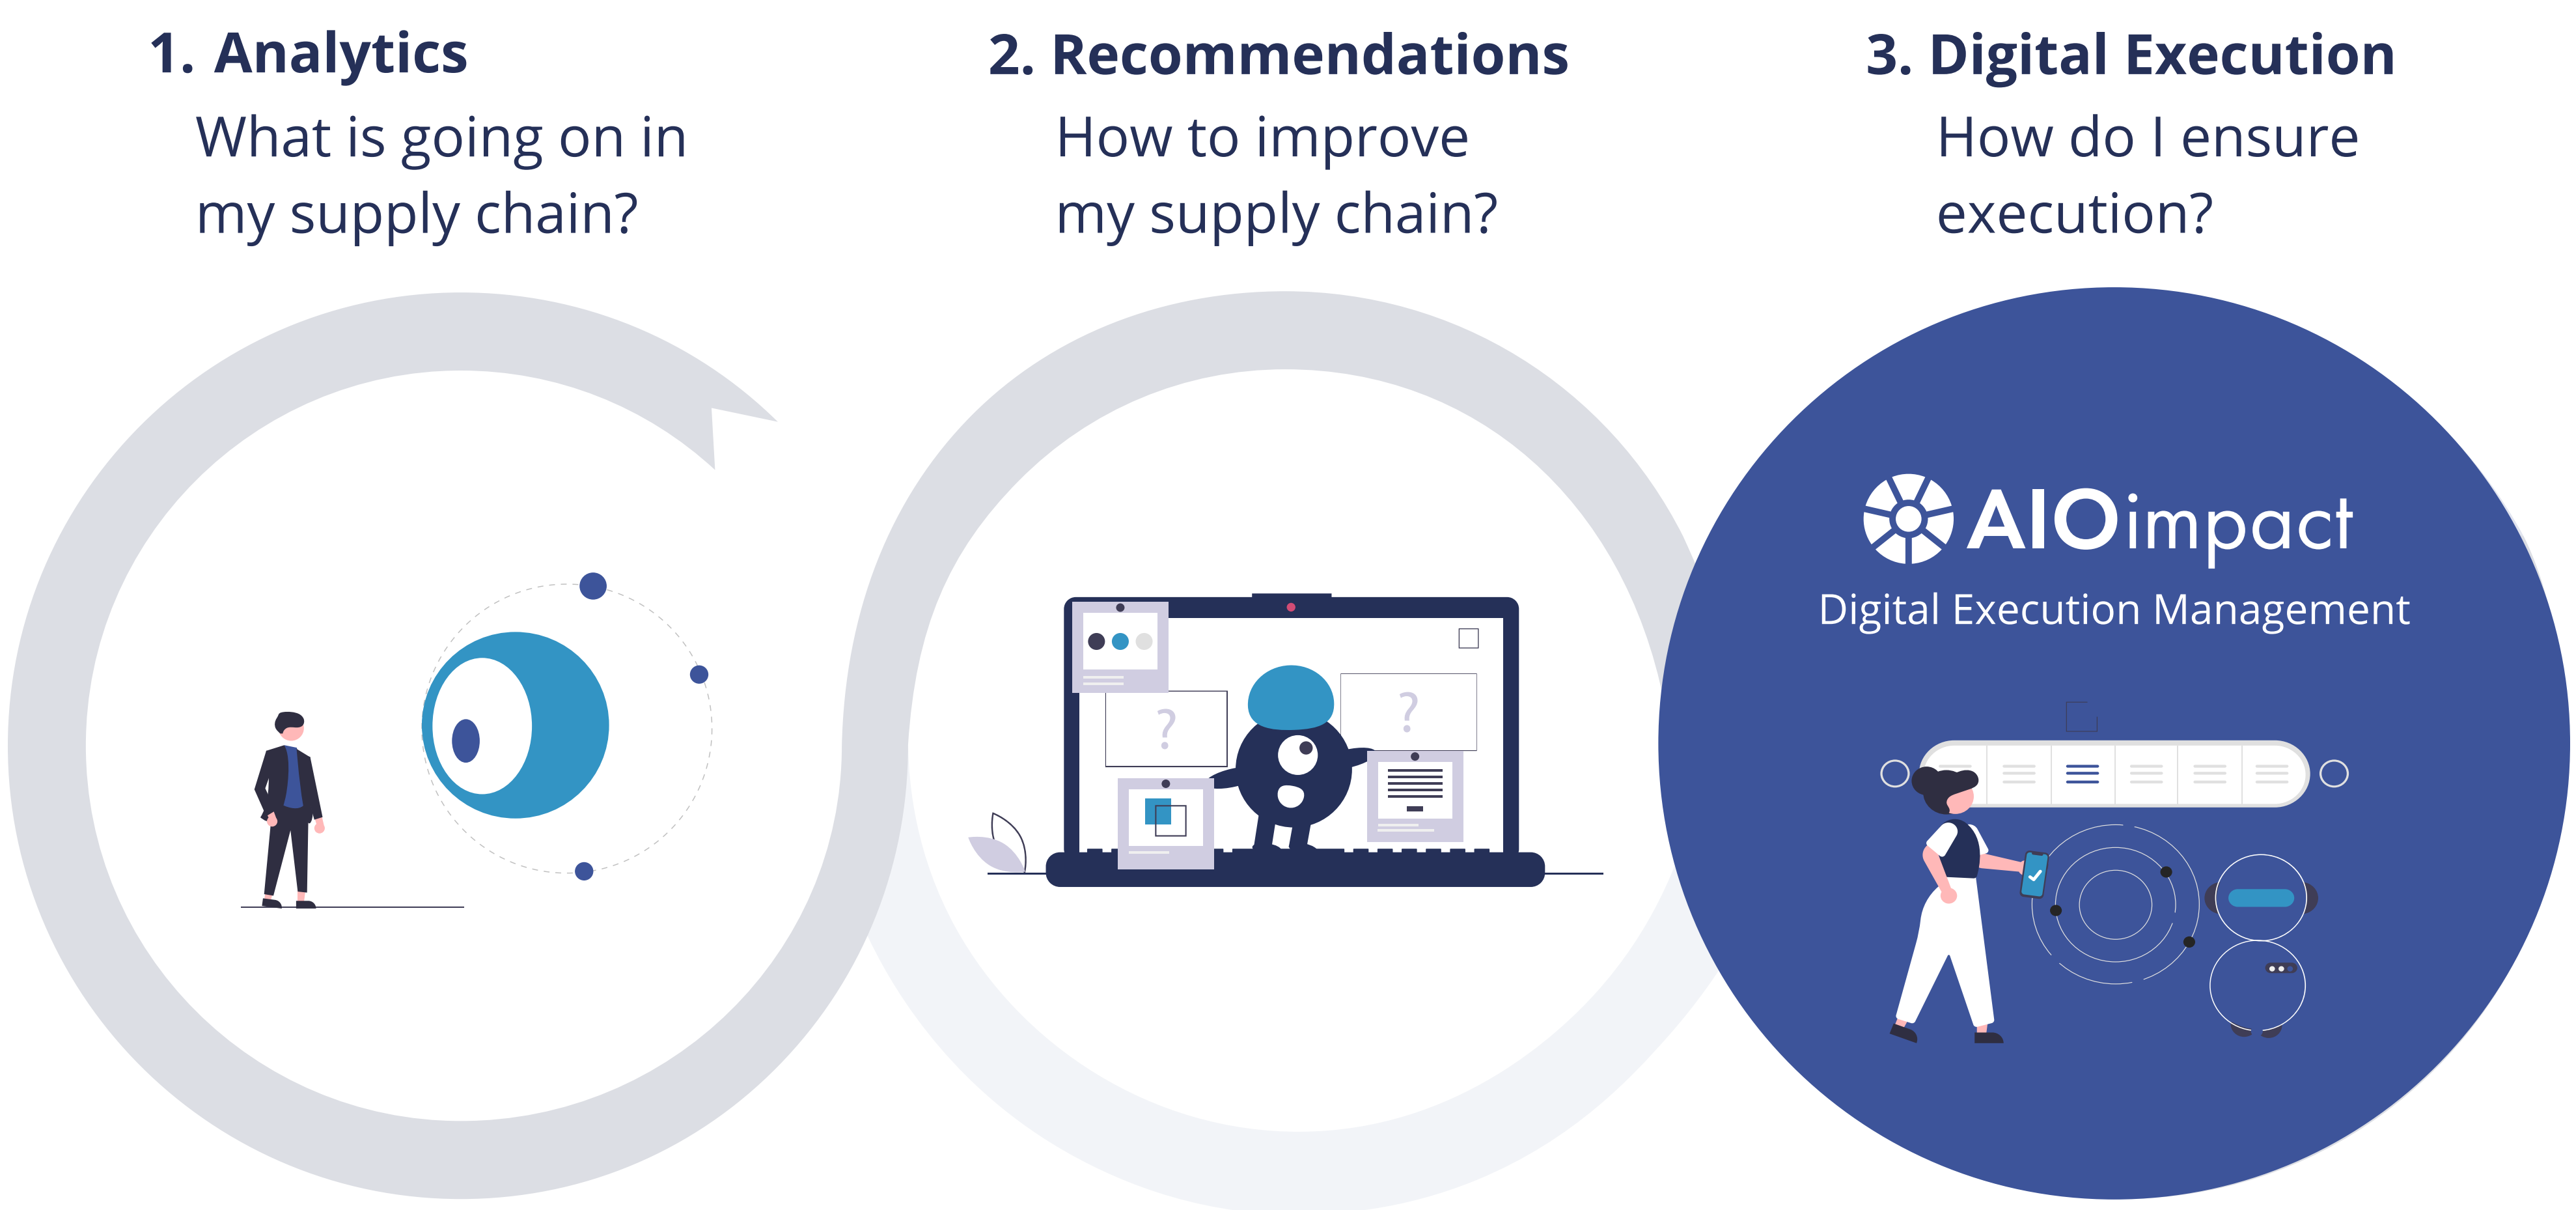 1. Analytics
What is going on in
my supply chain?
2. Recommendations
How to improve
my supply chain?
3. Digital Execution
How do I ensure
execution?
AIOimpact
Digital Execution Management
?
?